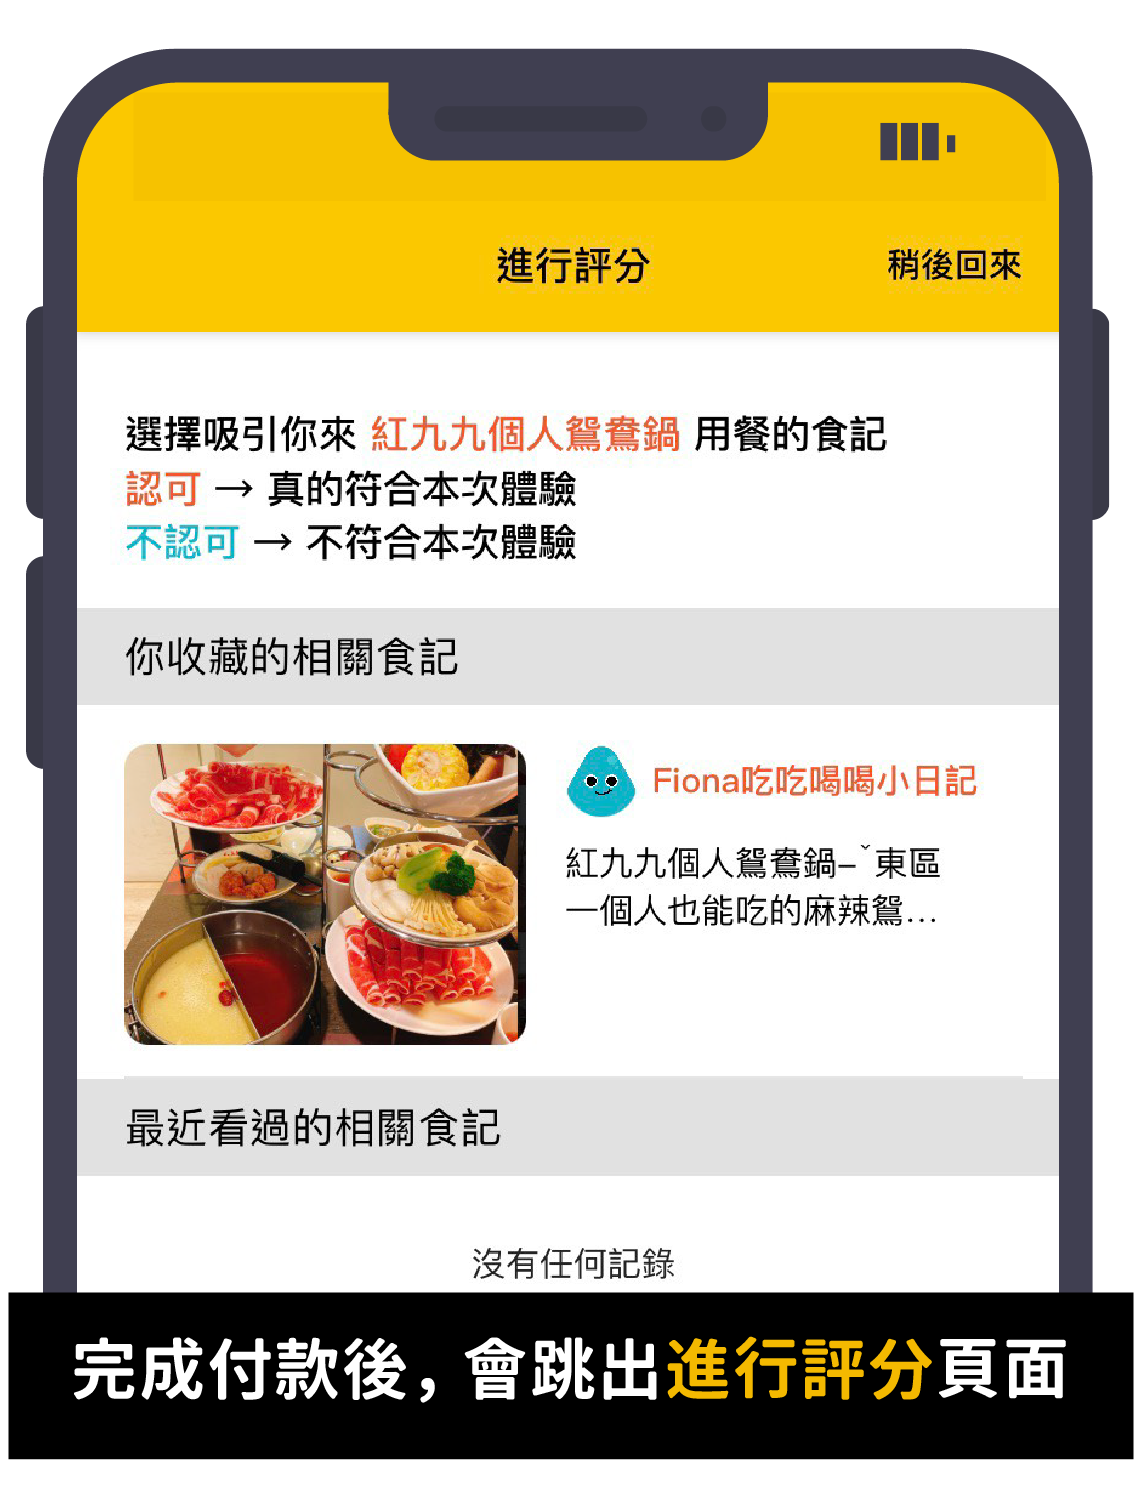 進行評分
稍後回來
選擇吸引你來 紅九九個人鴛鴦鍋 用餐的食記
認可 → 真的符合本次體驗
不認可 → 不符合本次體驗
你收藏的相關食記
Fiona吃吃喝喝小日記
紅九九個人鴛鴦鍋–ˇ東區
一個人也能吃的麻辣鴛...
最近看過的相關食記
沒有任何記錄
完成付款後，會跳出進行評分頁面